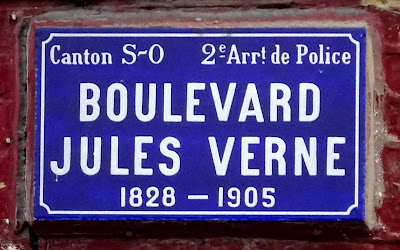 Canton S-O 2e Arrt de Police
BOULEVARD
JULES VERNE
1828 - 1905